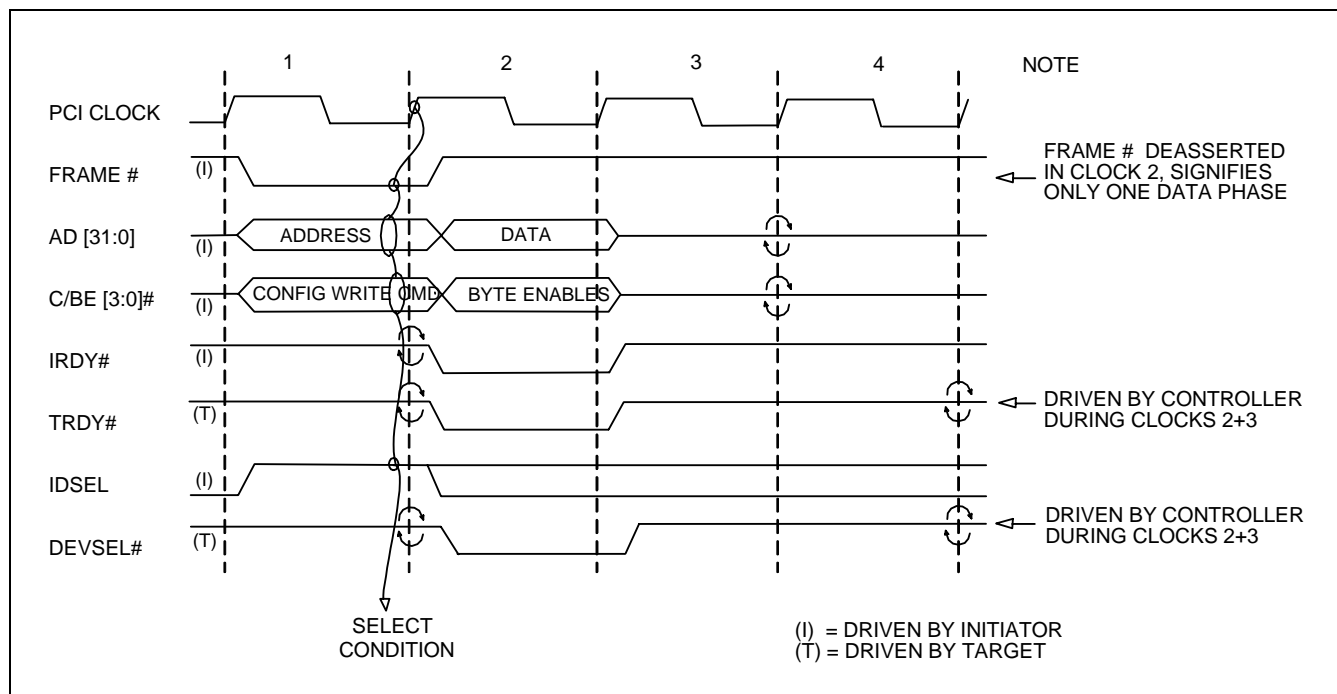 1 2 3 4 NOTE
PCI CLOCK
FRAME # (I)
FRAME # DEASSERTED
IN CLOCK 2, SIGNIFIES
ONLY ONE DATA PHASE
AD [31:0] (I) ADDRESS DATA
C/BE [3:0]# (I) CONFIG WRITE CMD BYTE ENABLES
IRDY# (I)
TRDY# (T)
DRIVEN BY CONTROLLER
DURING CLOCKS 2+3
IDSEL (I)
DEVSEL# (T)
DRIVEN BY CONTROLLER
DURING CLOCKS 2+3
SELECT
CONDITION
(I) = DRIVEN BY INITIATOR
(T) = DRIVEN BY TARGET